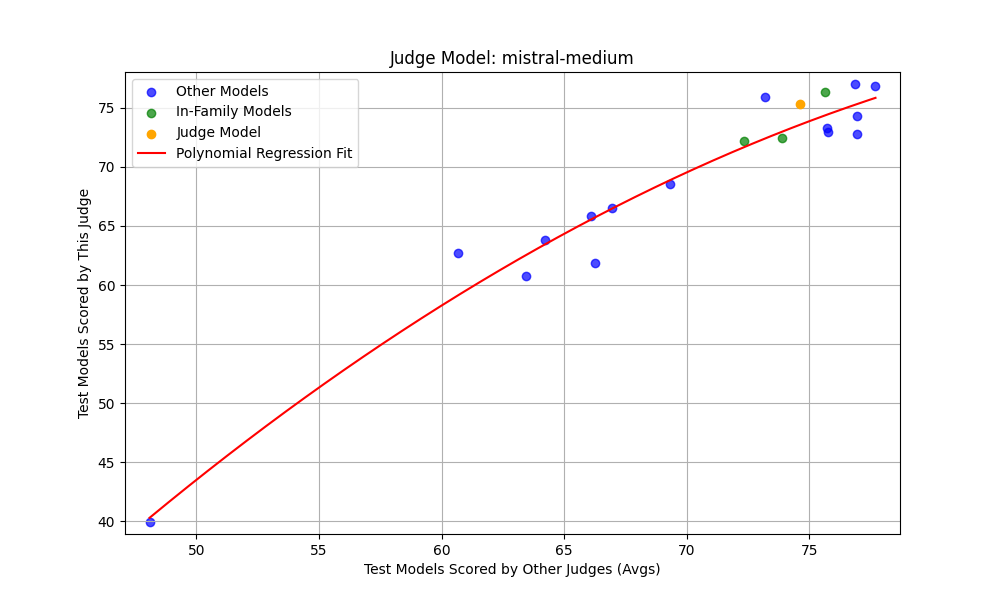 Judge Model: mistral-medium
Other Models
In-Family Models
Judge Model
Polynomial Regression Fit
Test Models Scored by This Judge
75
70
65
60
55
50
45
40
50
55
60
65
70
75
Test Models Scored by Other Judges (Avgs)